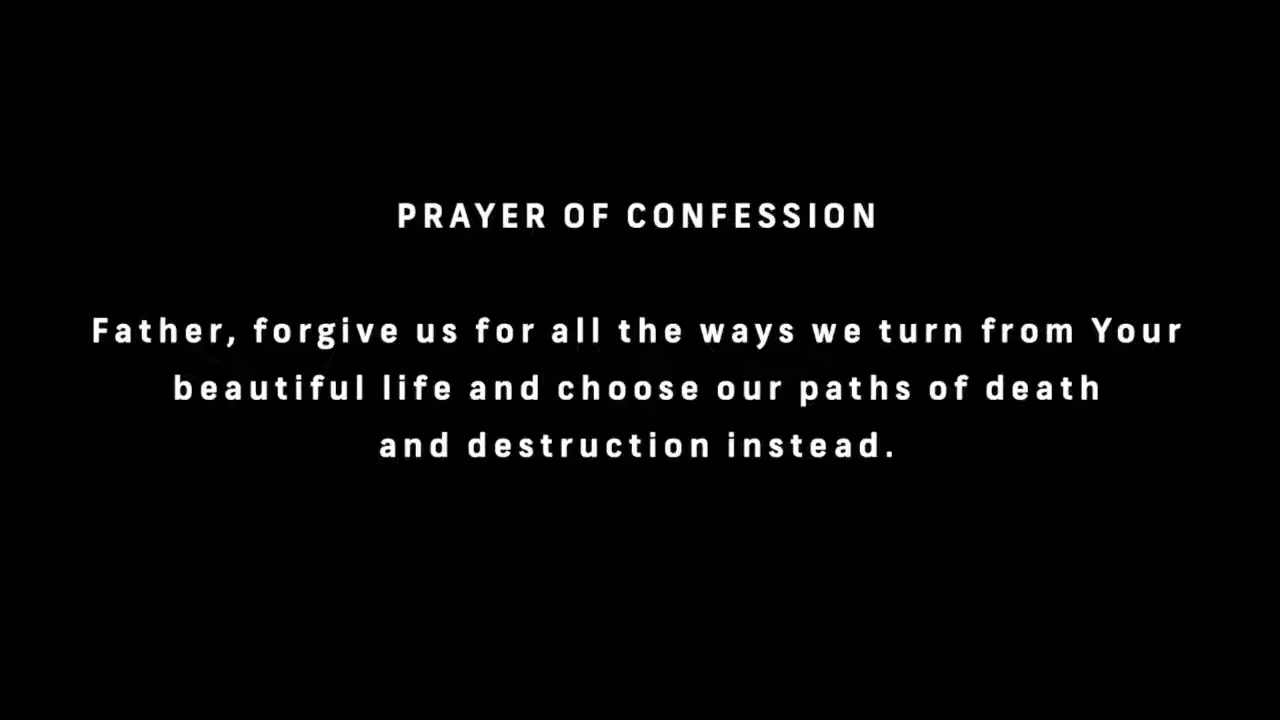 PRAYER OF CONFESSION
Father, forgive us for all the ways we turn from Your
beautiful life and choose our paths of death
and destruction instead.